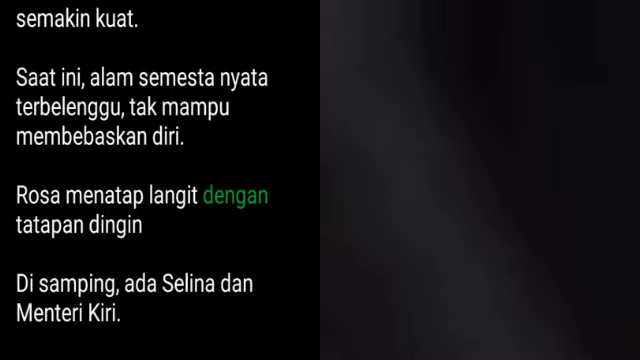 semakin kuat.
Saat ini, alam semesta nyata
terbelenggu, tak mampu
membebaskan diri.
Rosa menatap langit dengan
tatapan dingin
Di samping, ada Selina dan
Menteri Kiri.